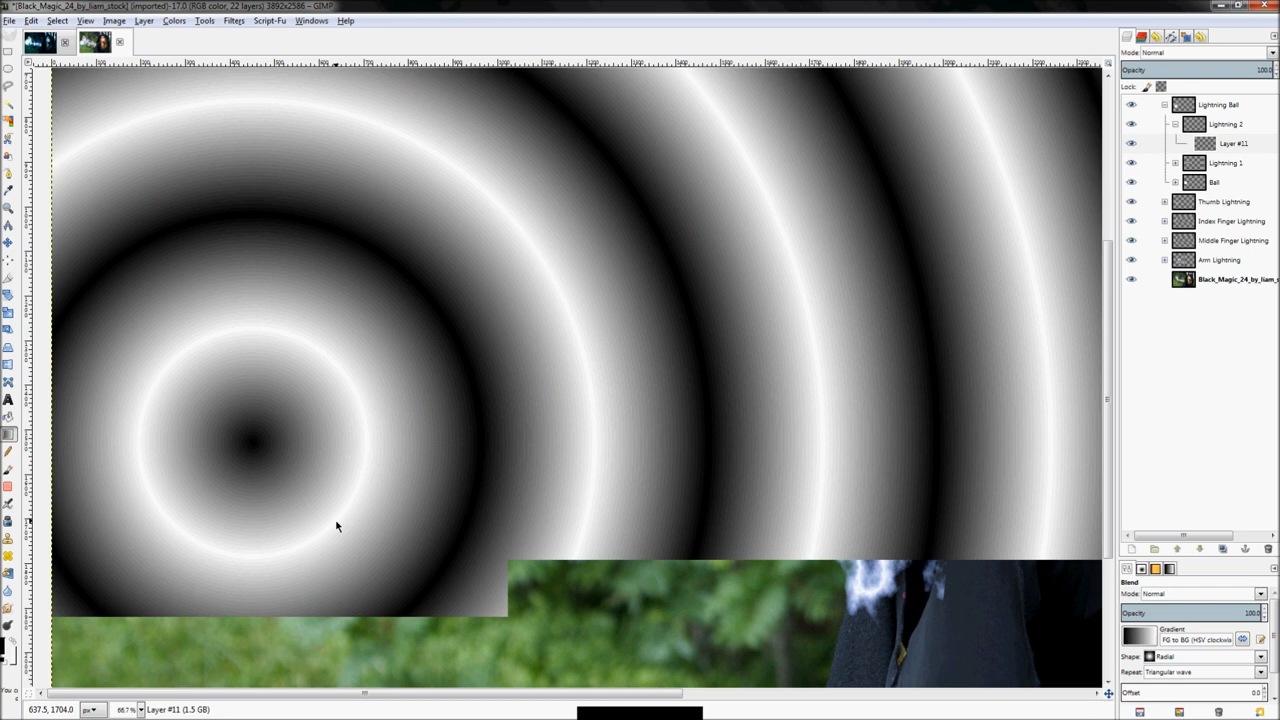 *[Black_Magic_24_by_liam_stock] (imported)-17.0 (RGB color, 22 layers) 3892x2586 – GIMP
File Edit Select View Image Layer Colors Tools Filters Script-Fu Windows Help
Mode: Normal
Opacity 100.0
Lock:
Lightning Ball
Lightning 2
Layer #11
Lightning 1
Ball
Thumb Lightning
Index Finger Lightning
Middle Finger Lightning
Arm Lightning
Black_Magic_24_by_liam_s
Blend
Mode: Normal
Opacity 100.0
Gradient
FG to BG (HSV clockwis
Shape: Radial
Repeat: Triangular wave
Offset 0.0
You c
637.5, 1704.0 px 66.7% Layer #11 (1.5 GB)